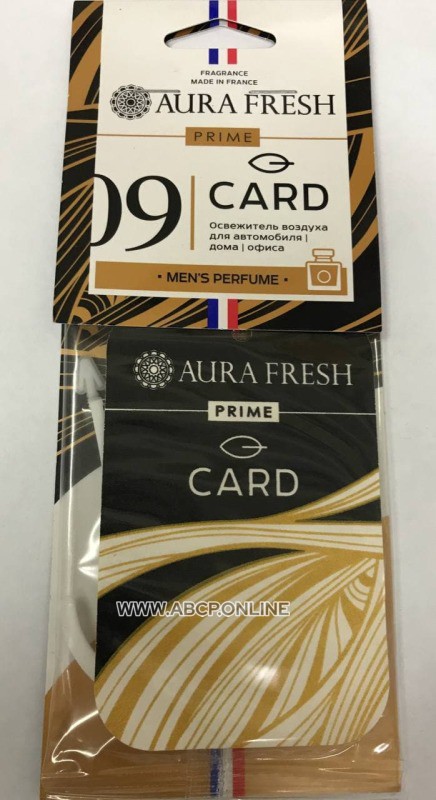 FRAGRANCE
MADE IN FRANCE
AURA FRESH
PRIME
09
CARD
Освежитель воздуха
для автомобиля |
дома | офиса
• MEN'S PERFUME •
AURA FRESH
PRIME
CARD
WWW.ABCP.ONLINE